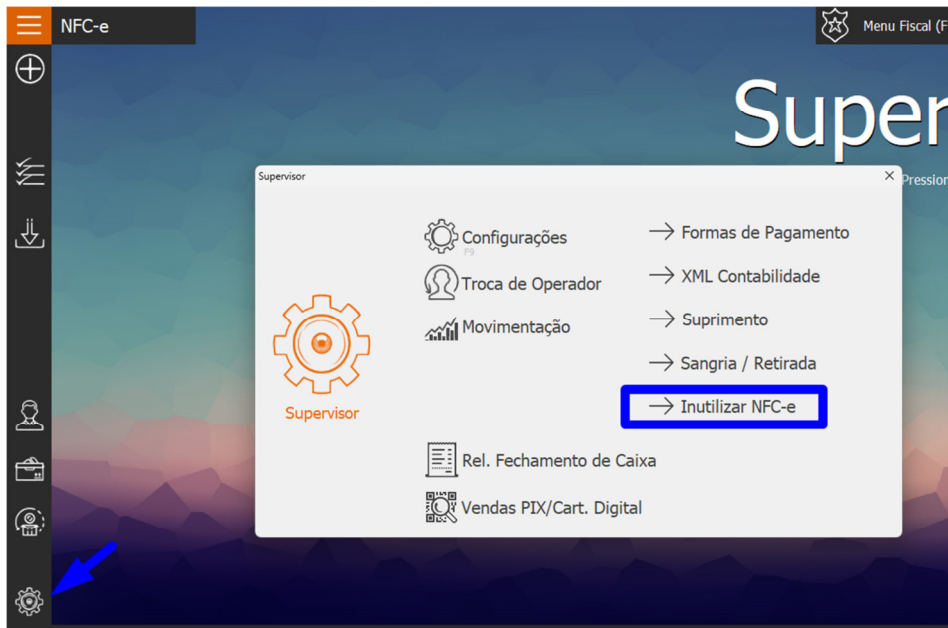 NFC-e
Menu Fiscal (F
Super
Pression
Supervisor
Configurações
F9
Troca de Operador
Movimentação
Formas de Pagamento
XML Contabilidade
Suprimento
Sangria / Retirada
Inutilizar NFC-e
Supervisor
Rel. Fechamento de Caixa
Vendas PIX/Cart. Digital